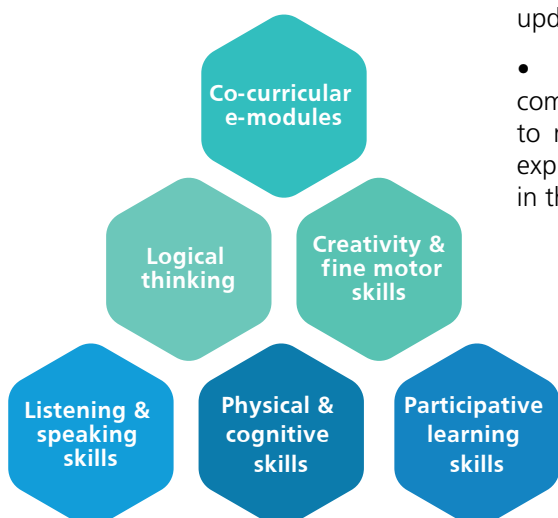 upd
•
com
to
exp
in th
Co-curricular
e-modules
Logical
thinking
Creativity &
fine motor
skills
Listening &
speaking
skills
Physical &
cognitive
skills
Participative
learning
skills